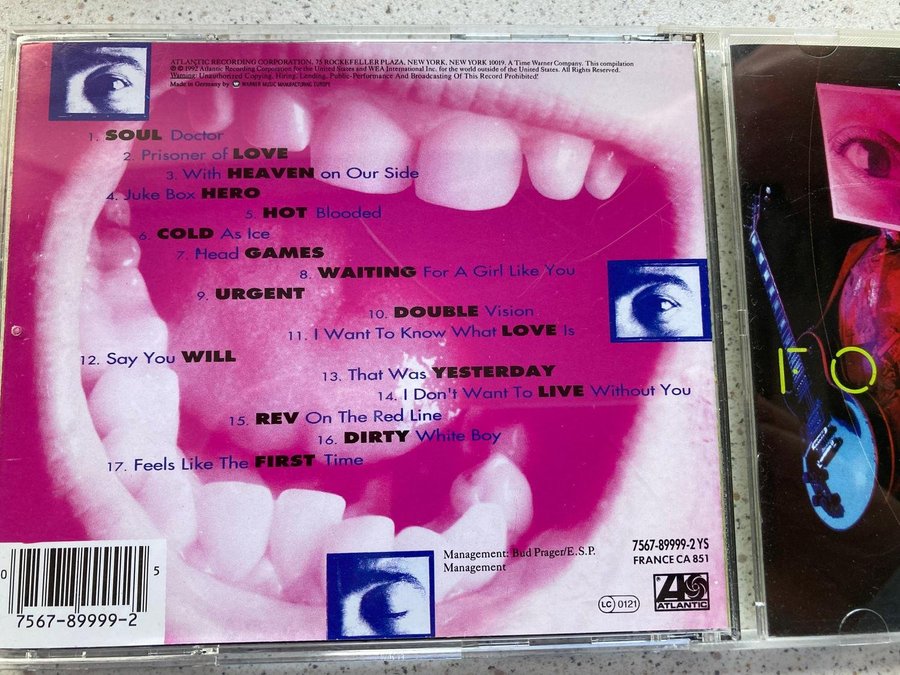 ATLANTIC RECORDING CORPORATION, 75 ROCKEFELLER PLAZA, NEW YORK, NEW YORK 10019. A Time Warner Company. This compilation
℗ © 1992 Atlantic Recording Corporation for the United States and WEA International Inc. for the world outside of the United States. All Rights Reserved.
Warning: Unauthorized Copying, Hiring, Lending, Public-Performance And Broadcasting Of This Record Prohibited!
Made in Germany by WARNER MUSIC MANUFACTURING EUROPE
1. SOUL Doctor
2. Prisoner of LOVE
3. With HEAVEN on Our Side
4. Juke Box HERO
5. HOT Blooded
6. COLD As Ice
7. Head GAMES
8. WAITING For A Girl Like You
9. URGENT
10. DOUBLE Vision
11. I Want To Know What LOVE Is
12. Say You WILL
13. That Was YESTERDAY
14. I Don't Want To LIVE Without You
15. REV On The Red Line
16. DIRTY White Boy
17. Feels Like The FIRST Time
Management: Bud Prager/E.S.P.
Management
7567-89999-2 YS
FRANCE CA 851
LC 0121
ATLANTIC
0 5
7567-89999-2
FO